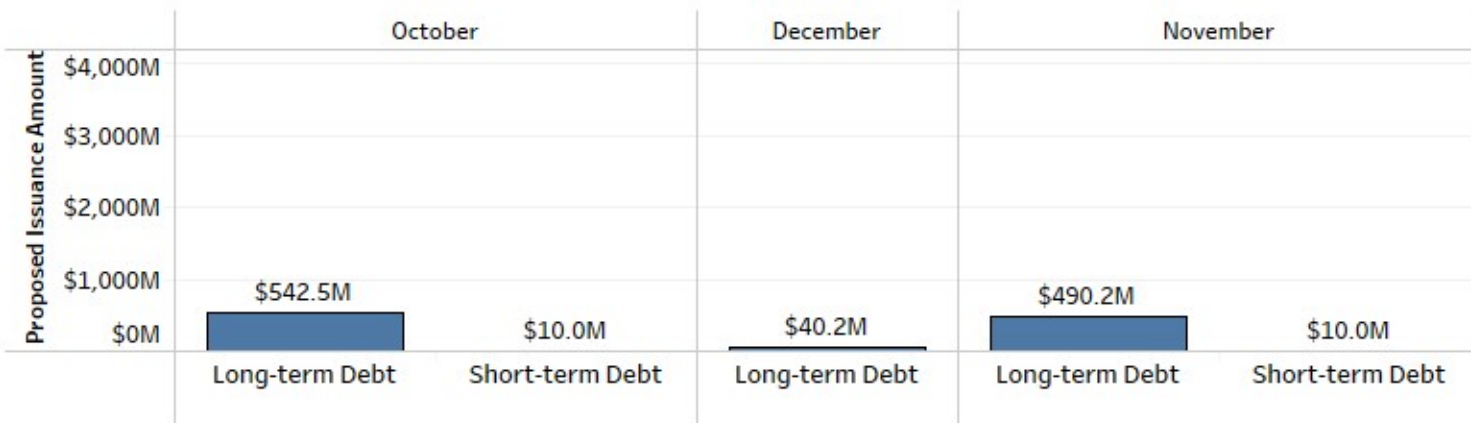 October December November
Proposed Issuance Amount
$4,000M
$3,000M
$2,000M
$1,000M
$0M
$542.5M
$10.0M
$40.2M
$490.2M
$10.0M
Long-term Debt Short-term Debt Long-term Debt Long-term Debt Short-term Debt